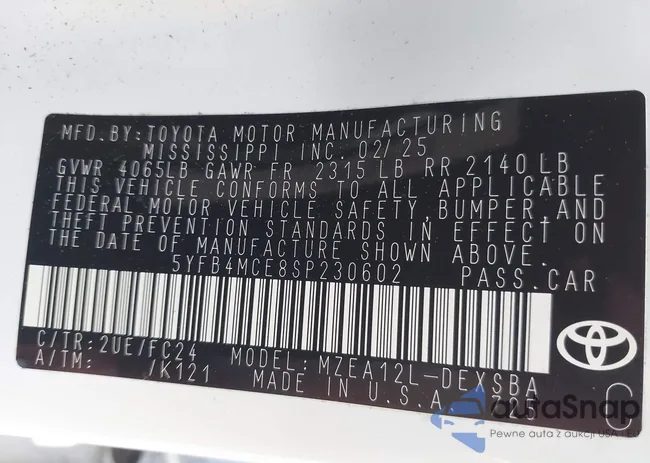 MFD. BY: TOYOTA MOTOR MANUFACTURING
MISSISSIPPI INC. 02/25
GVWR 4065LB GAWR FR 2315 LB RR 2140 LB
THIS VEHICLE CONFORMS TO ALL APPLICABLE
FEDERAL MOTOR VEHICLE SAFETY, BUMPER, AND
THEFT PREVENTION STANDARDS IN EFFECT ON
THE DATE OF MANUFACTURE SHOWN ABOVE.
5YFB4MCE8SP230602 PASS.CAR
C/TR: 2UE/FC24 MODEL: MZEA12L-DEXSBA
A/TM: /K121 MADE IN U.S.A.
autoSnap
Pewne auta z aukcji USA